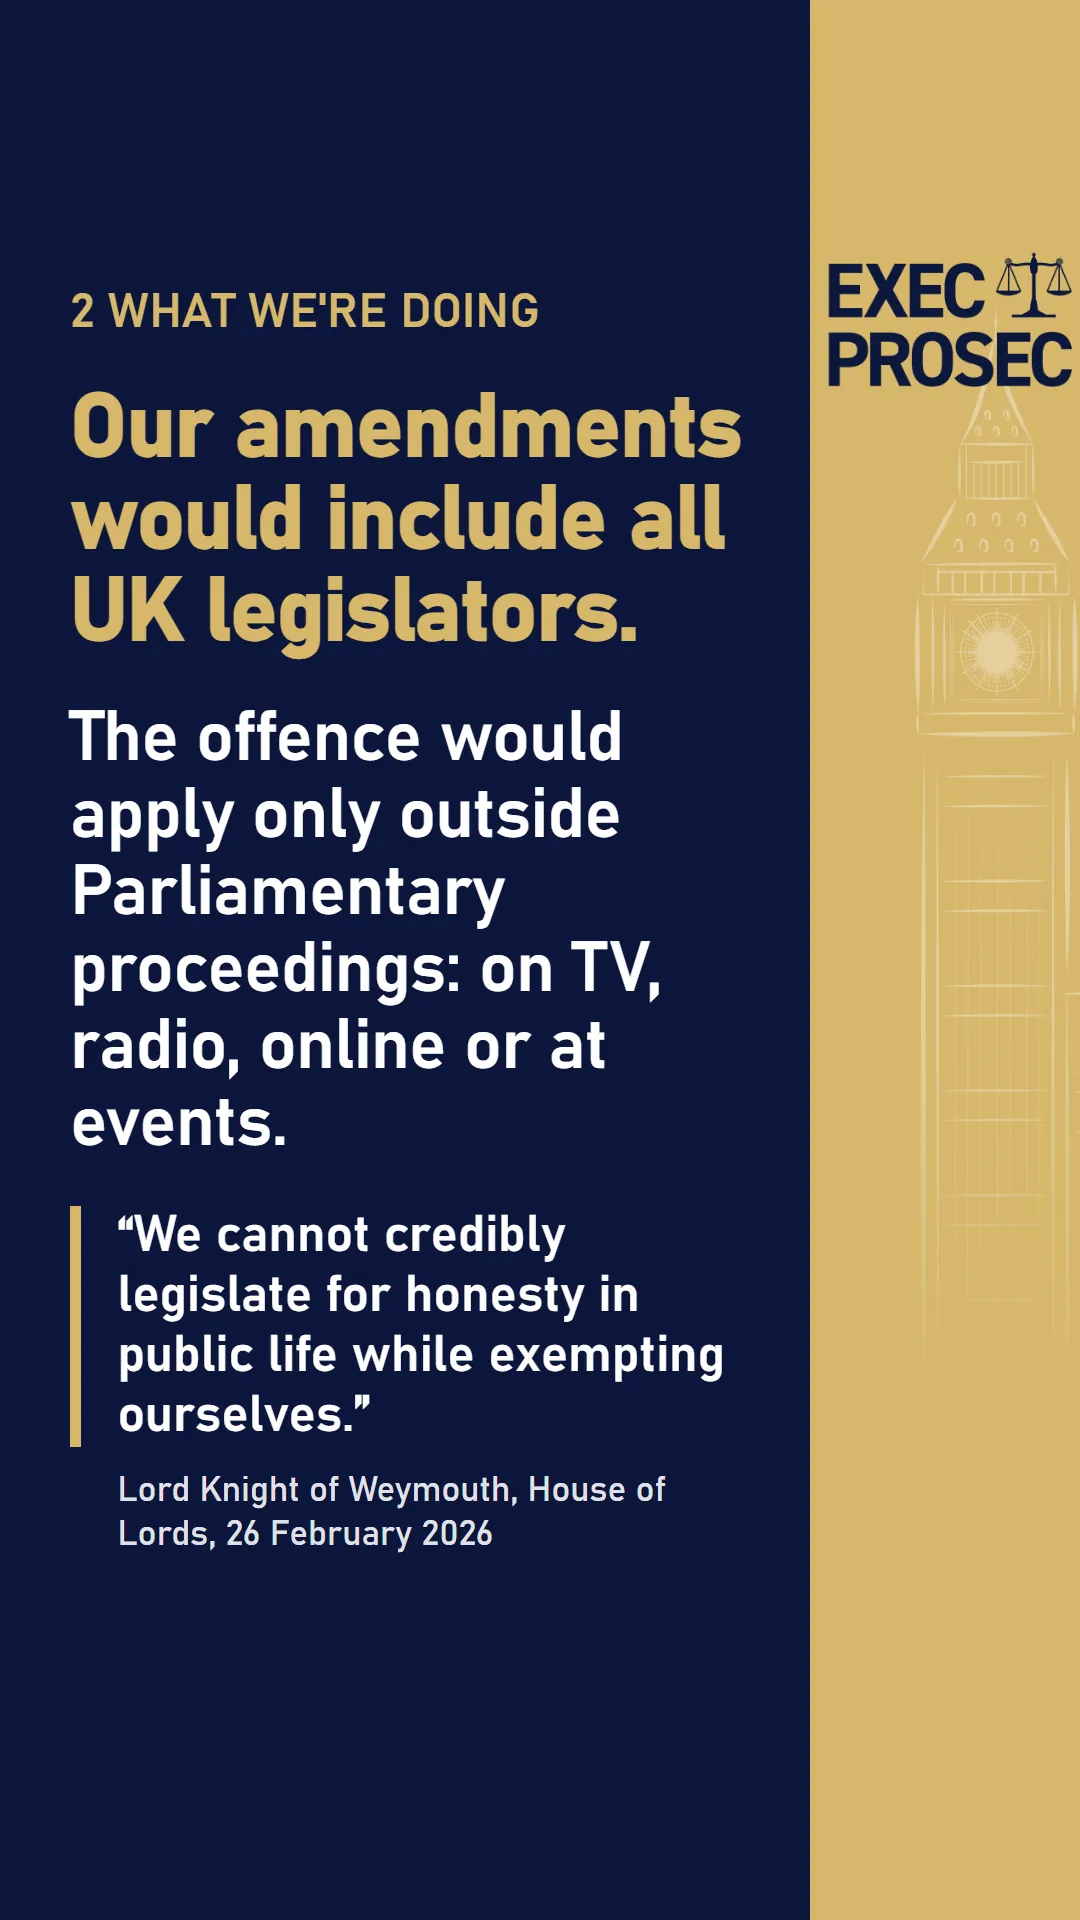 EXEC
PROSEC
2 WHAT WE'RE DOING
Our amendments
would include all
UK legislators.
The offence would
apply only outside
Parliamentary
proceedings: on TV,
radio, online or at
events.
“We cannot credibly
legislate for honesty in
public life while exempting
ourselves.”
Lord Knight of Weymouth, House of
Lords, 26 February 2026